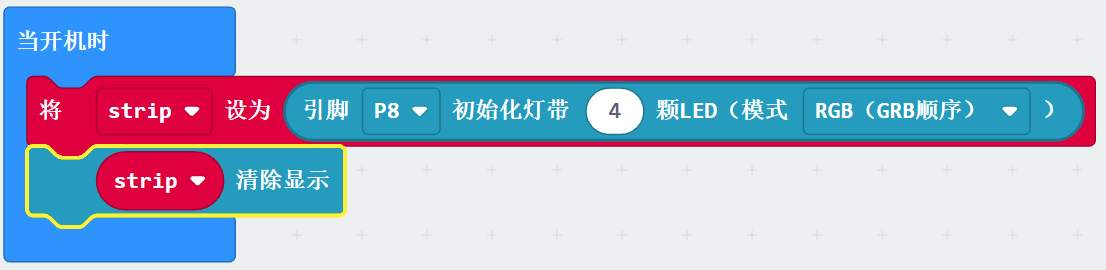 当开机时
将 strip 设为 引脚 P8 初始化灯带 4 颗LED（模式 RGB（GRB顺序） ）
strip 清除显示